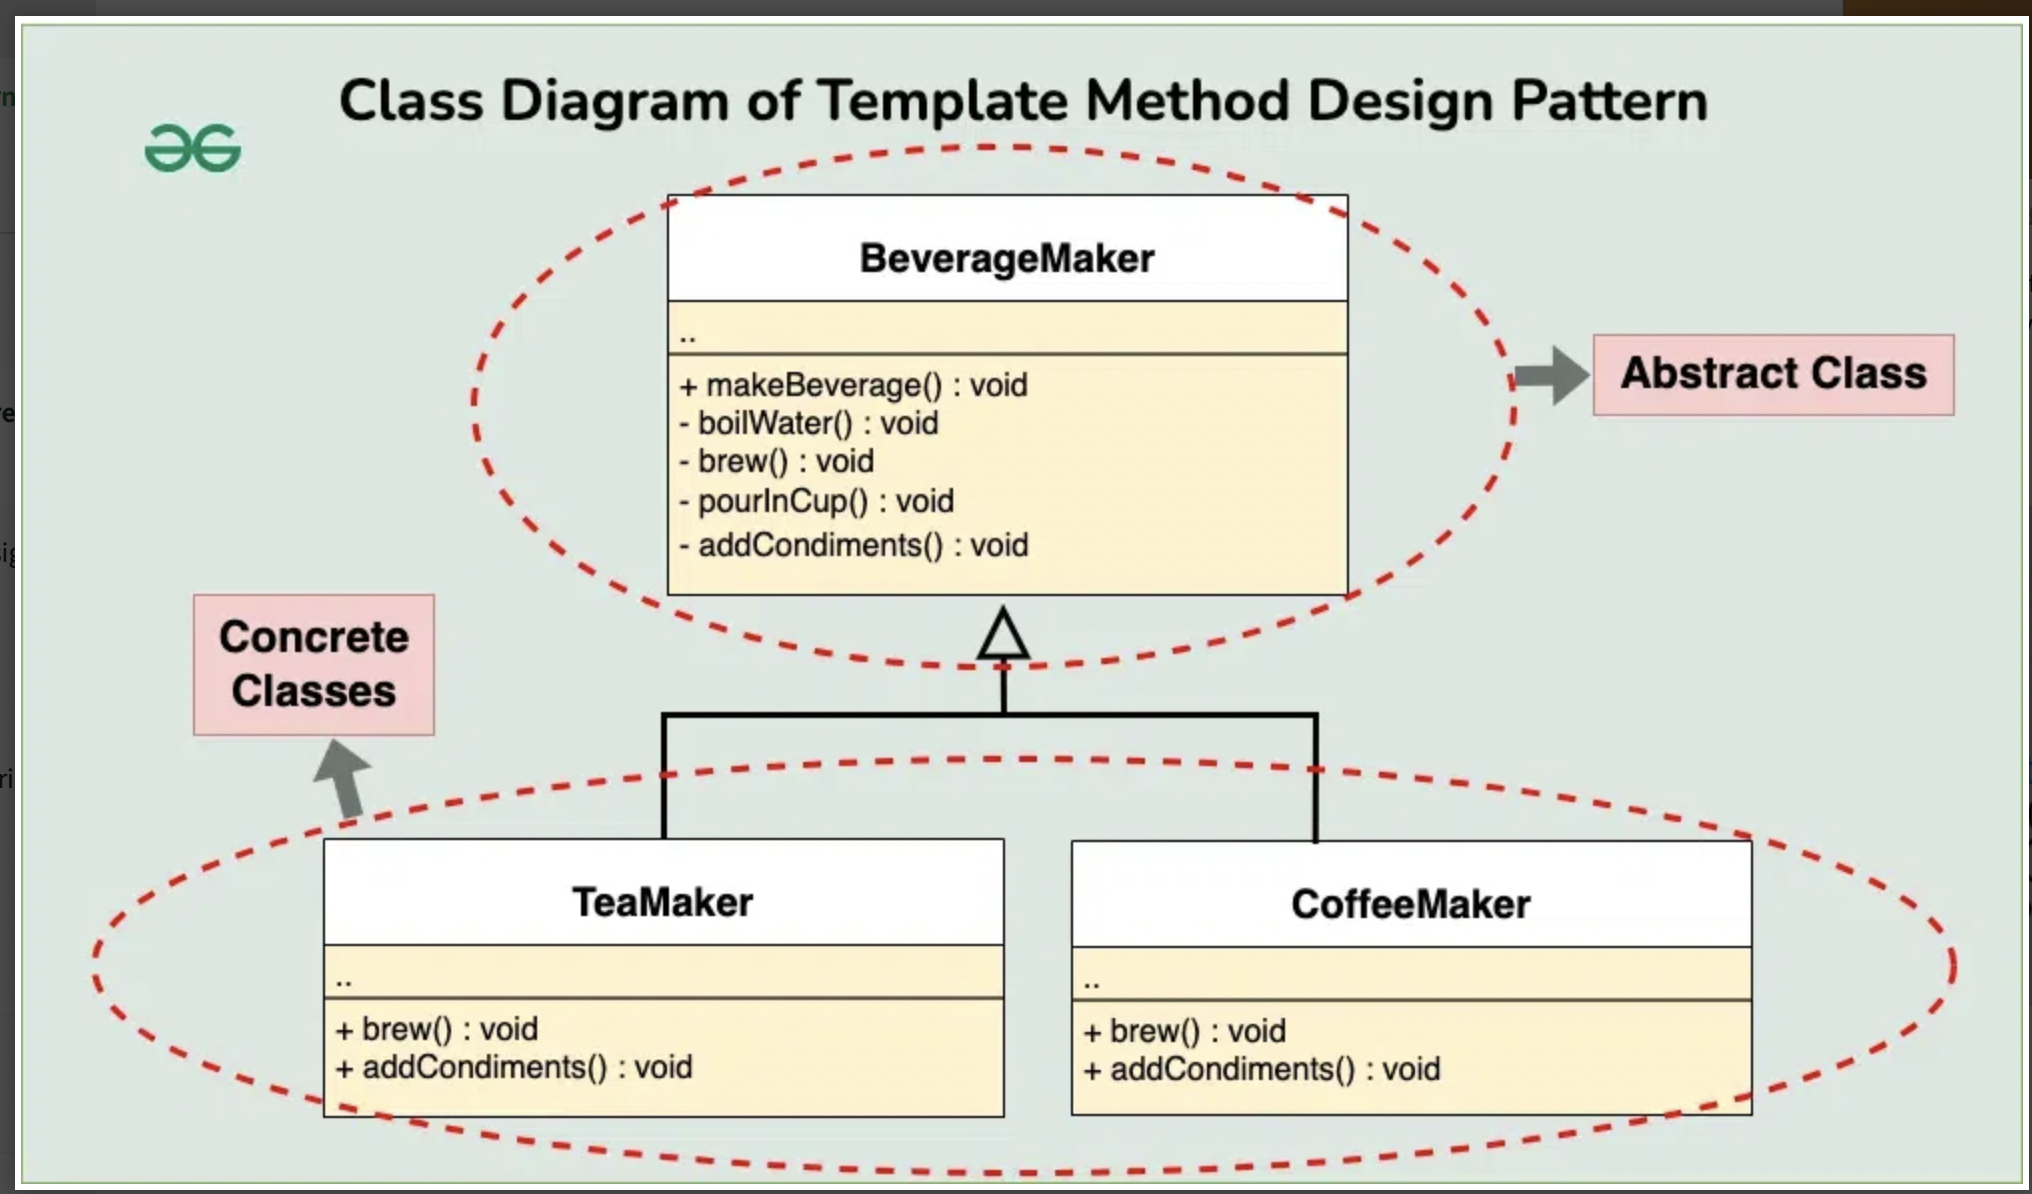 Class Diagram of Template Method Design Pattern
BeverageMaker
..
+ makeBeverage() : void
- boilWater() : void
- brew() : void
- pourInCup() : void
- addCondiments() : void
Abstract Class
Concrete
Classes
TeaMaker
..
+ brew() : void
+ addCondiments() : void
CoffeeMaker
..
+ brew() : void
+ addCondiments() : void